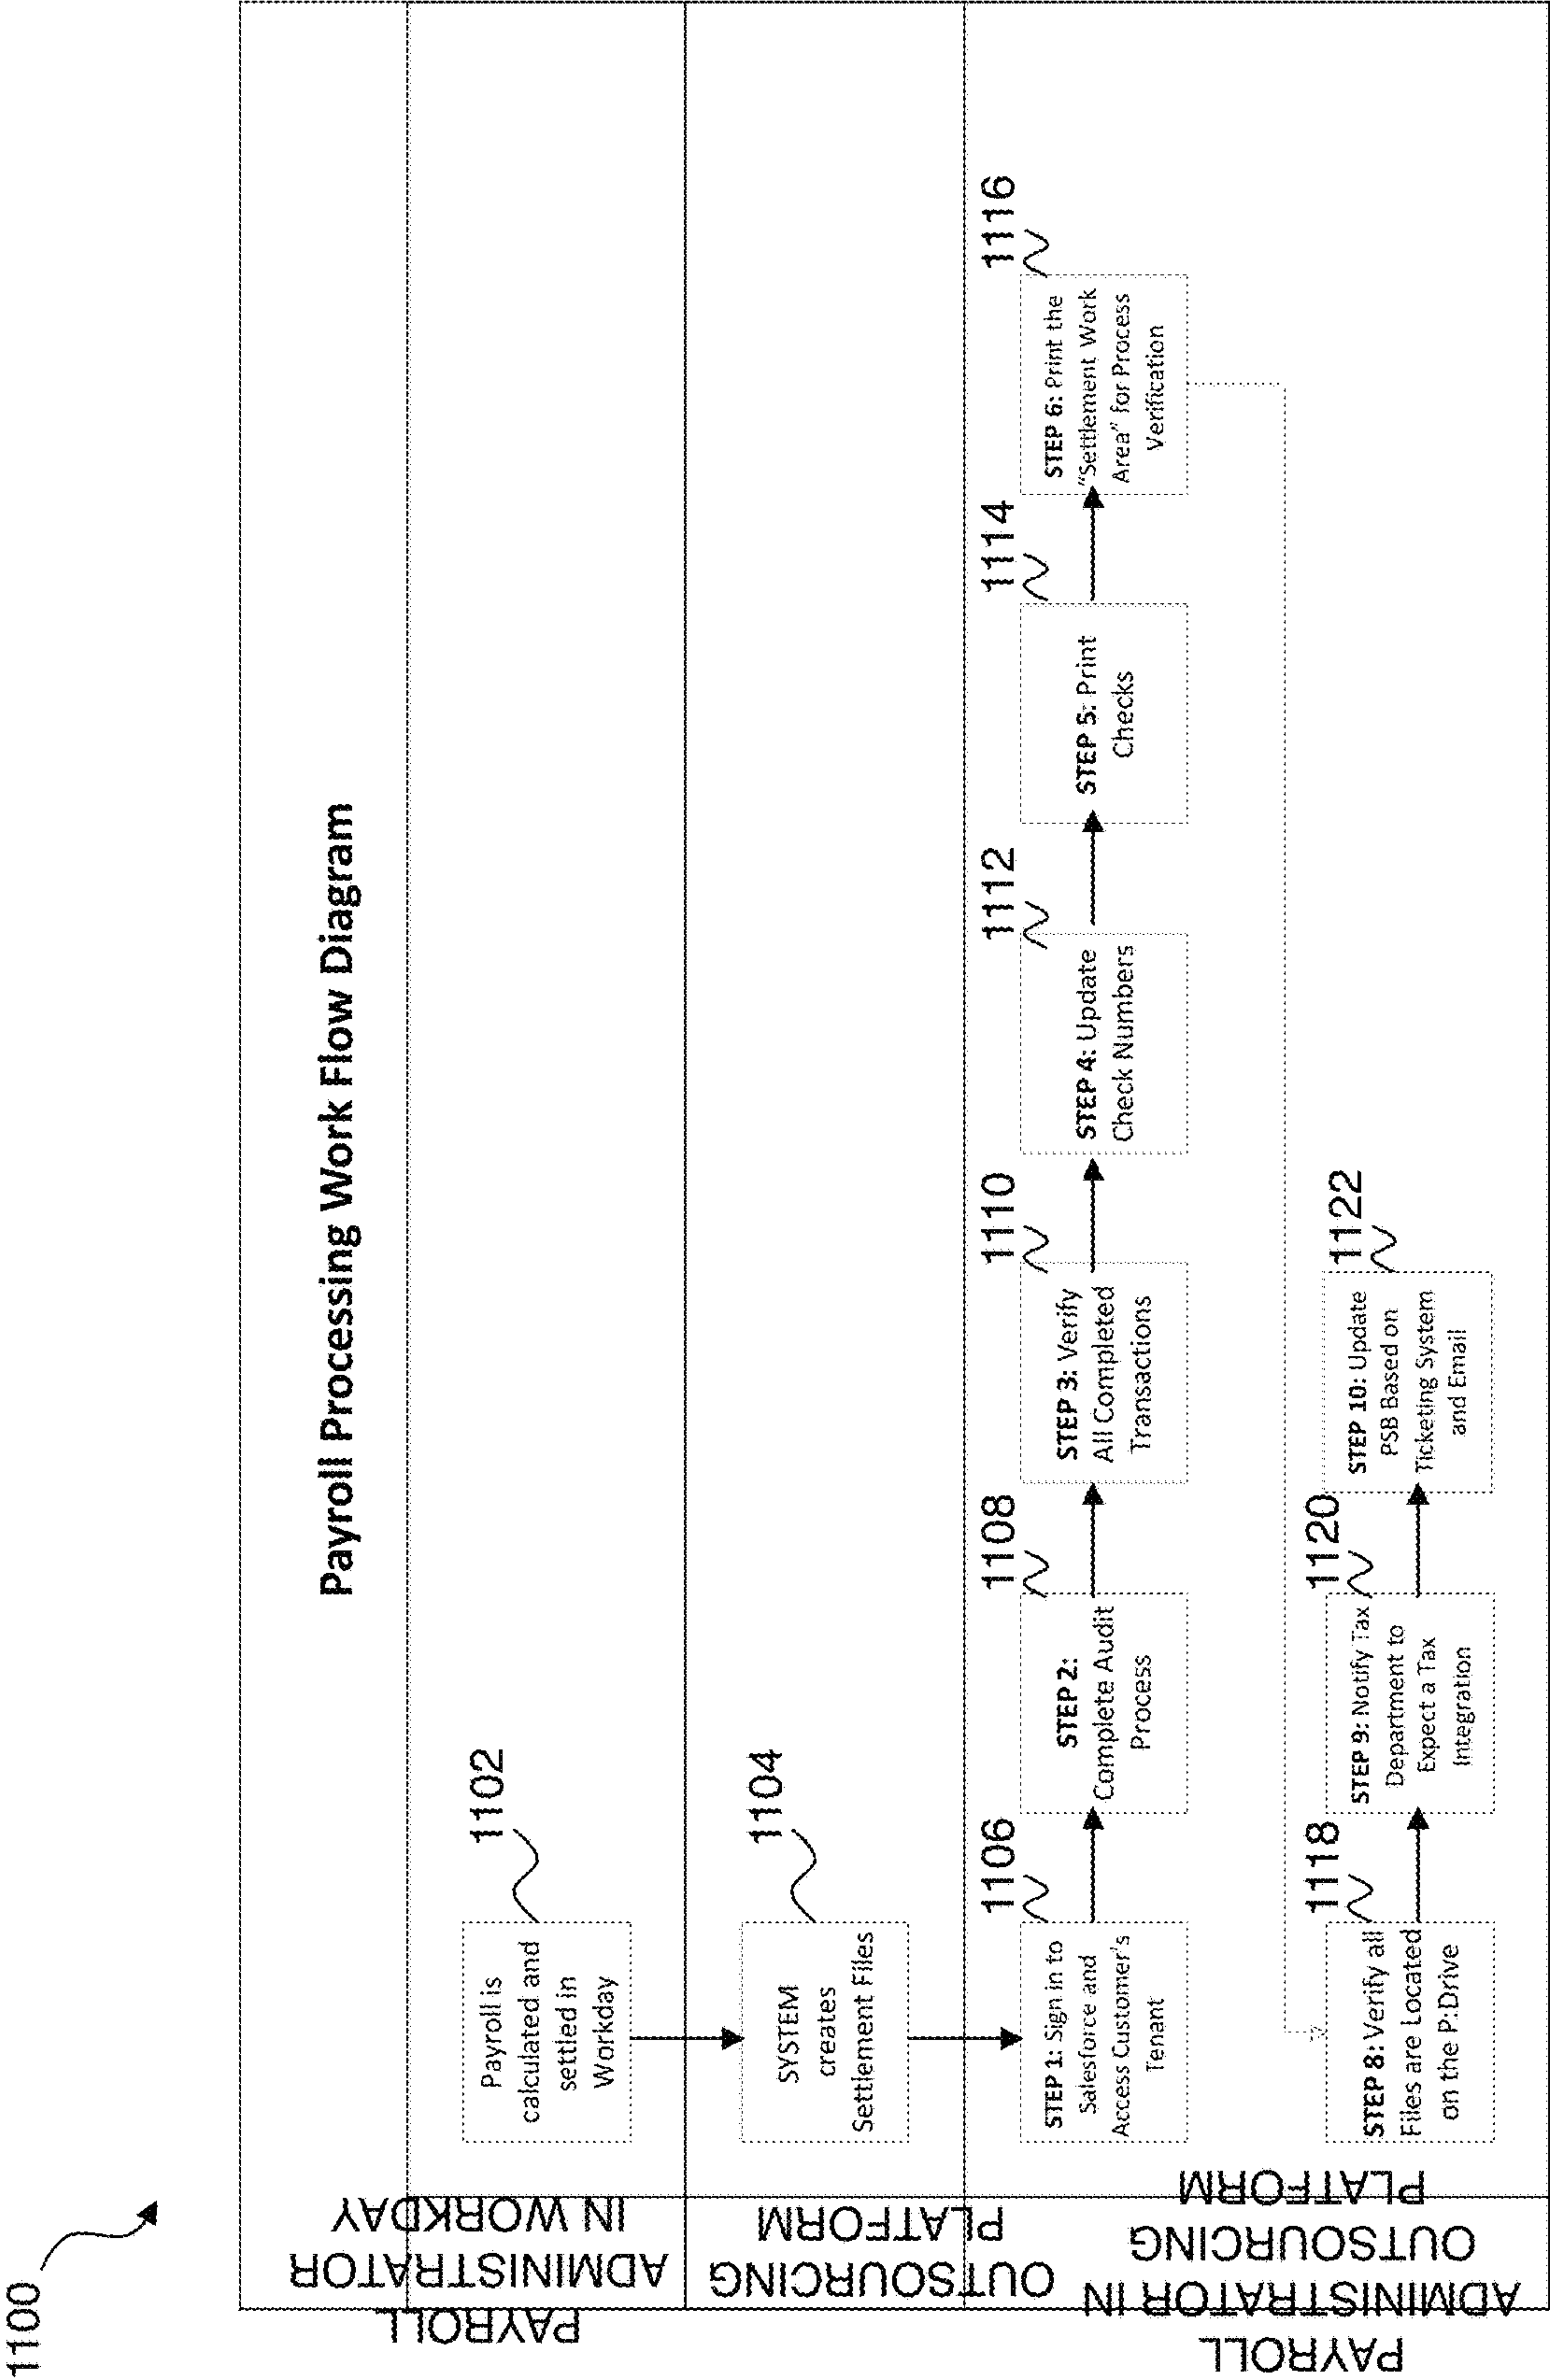 1100
Payroll Processing Work Flow Diagram
PAYROLL
ADMINISTRATOR
IN WORKDAY
Payroll is
calculated and
settled in
Workday
1102
OUTSOURCING
PLATFORM
SYSTEM
creates
Settlement Files
1104
PAYROLL
ADMINISTRATOR IN
OUTSOURCING
PLATFORM
STEP 1: Sign in to
Salesforce and
Access Customer's
Tenant
1106
STEP 2:
Complete Audit
Process
1108
STEP 3: Verify
All Completed
Transactions
1110
STEP 4: Update
Check Numbers
1112
STEP 5: Print
Checks
1114
STEP 6: Print the
"Settlement Work
Area" for Process
Verification
1116
STEP 8: Verify all
Files are Located
on the P:Drive
1118
STEP 9: Notify Tax
Department to
Expect a Tax
Integration
1120
STEP 10: Update
PSB Based on
Ticketing System
and Email
1122